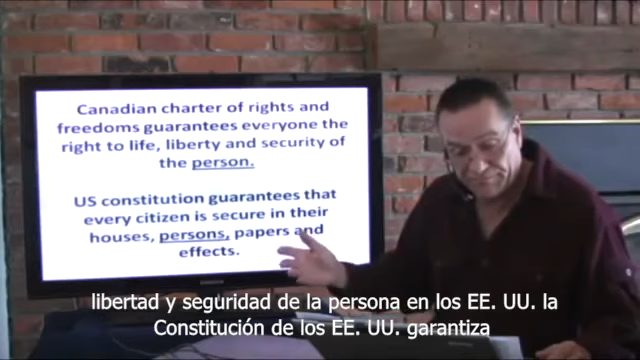 Canadian charter of rights and
freedoms guarantees everyone the
right to life, liberty and security of
the person.
US constitution guarantees that
every citizen is secure in their
houses, persons, papers and
effects.
libertad y seguridad de la persona en los EE. UU. la
Constitución de los EE. UU. garantiza